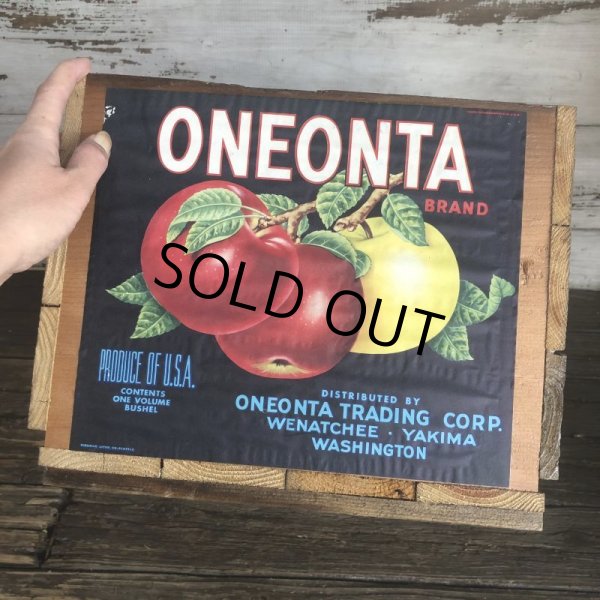 ONEONTA
BRAND
SOLD OUT
PRODUCE OF U.S.A.
CONTENTS
ONE VOLUME
BUSHEL
DISTRIBUTED BY
ONEONTA TRADING CORP.
WENATCHEE · YAKIMA
WASHINGTON